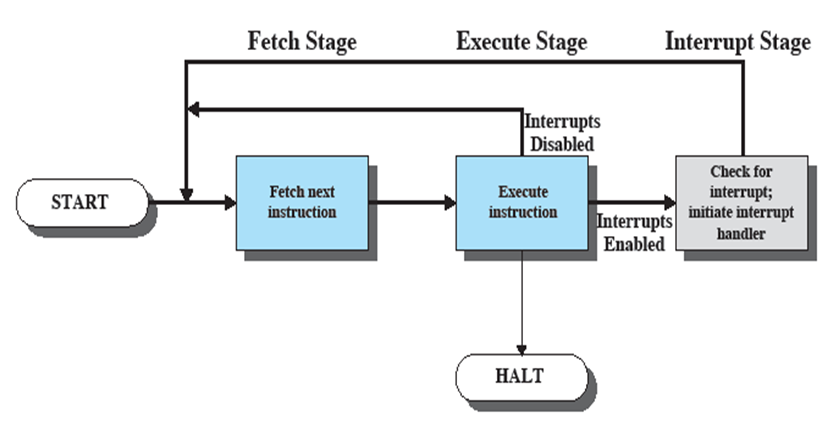 Fetch Stage
Execute Stage
Interrupt Stage
Interrupts
Disabled
START
Fetch next
instruction
Execute
instruction
Interrupts
Enabled
Check for
interrupt;
initiate interrupt
handler
HALT